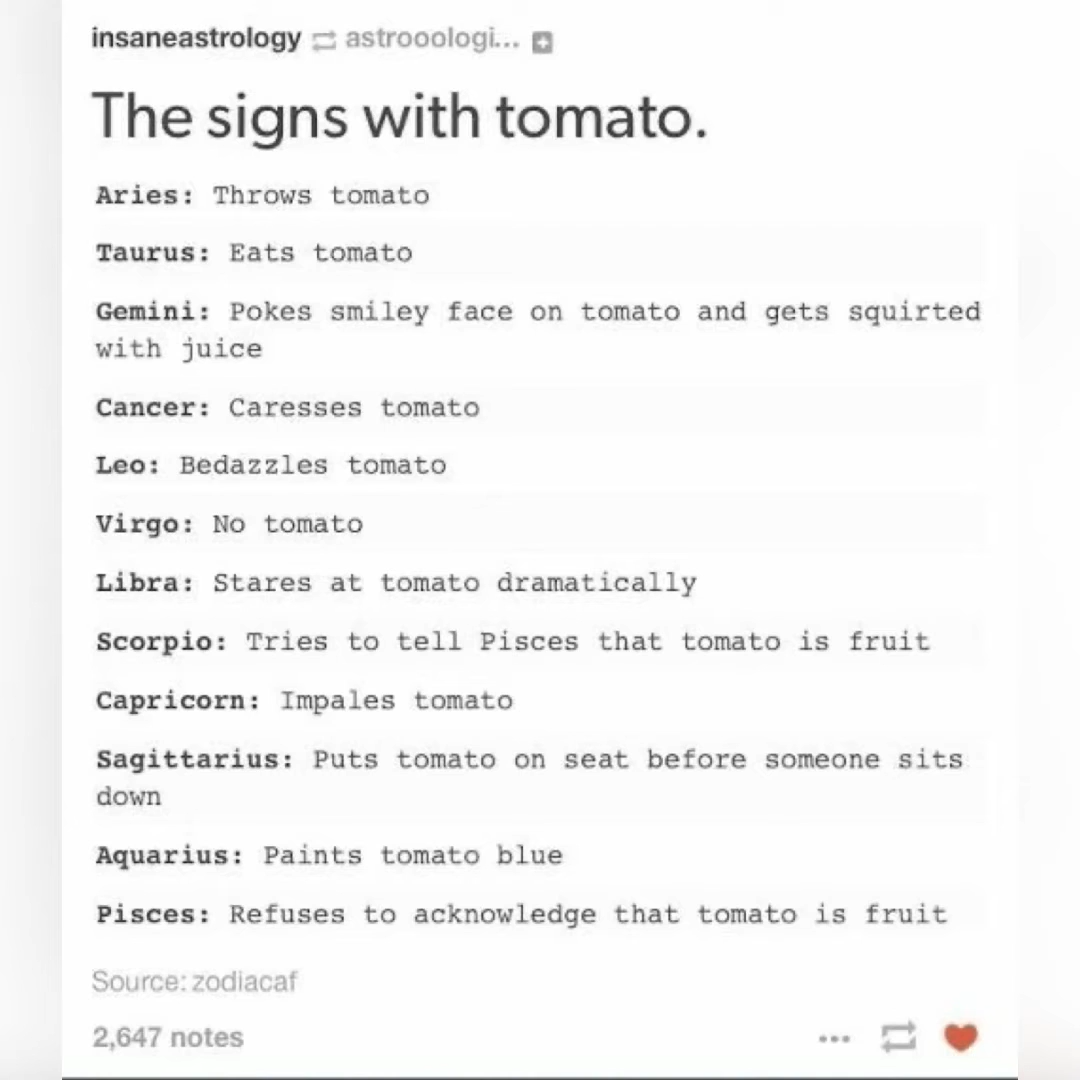 insaneastrology astrooologi...
The signs with tomato.
Aries: Throws tomato
Taurus: Eats tomato
Gemini: Pokes smiley face on tomato and gets squirted
with juice
Cancer: Caresses tomato
Leo: Bedazzles tomato
Virgo: No tomato
Libra: Stares at tomato dramatically
Scorpio: Tries to tell Pisces that tomato is fruit
Capricorn: Impales tomato
Sagittarius: Puts tomato on seat before someone sits
down
Aquarius: Paints tomato blue
Pisces: Refuses to acknowledge that tomato is fruit
Source: zodiacaf
2,647 notes